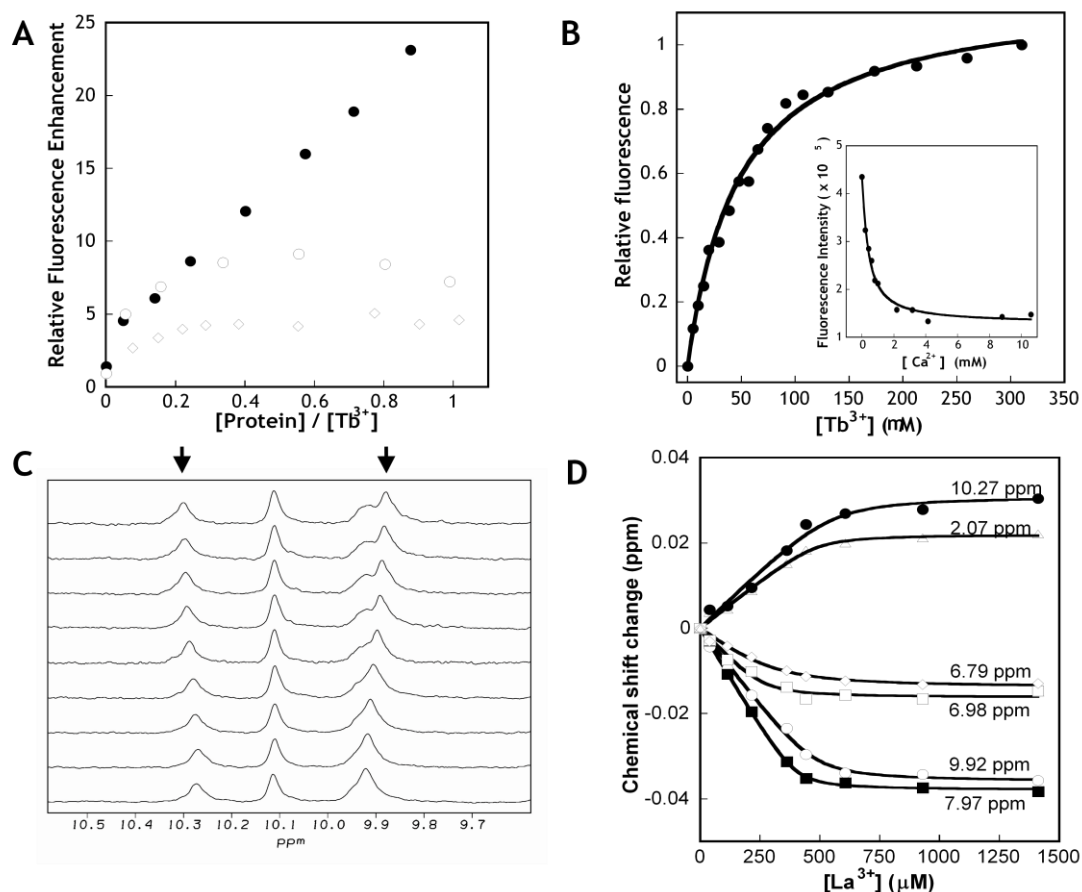 A
Relative Fluorescence Enhancement
25
20
15
10
5
0
0 0.2 0.4 0.6 0.8 1
[Protein] / [Tb³⁺]
B
Relative fluorescence
1
0.8
0.6
0.4
0.2
0
0 50 100 150 200 250 300 350
[Tb³⁺] (mM)
Fluorescence Intensity (x 10⁵)
5
4
3
2
1
0 2 4 6 8 10
[Ca²⁺] (mM)
C
10.5 10.4 10.3 10.2 10.1 10.0 9.9 9.8 9.7
ppm
D
Chemical shift change (ppm)
0.04
0.02
0
-0.02
-0.04
10.27 ppm
2.07 ppm
6.79 ppm
6.98 ppm
9.92 ppm
7.97 ppm
0 250 500 750 1000 1250 1500
[La³⁺] (μM)